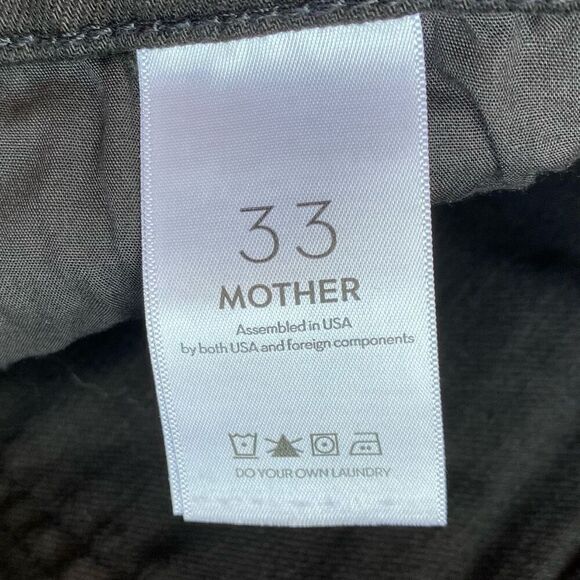 33
MOTHER
Assembled in USA
by both USA and foreign components
DO YOUR OWN LAUNDRY